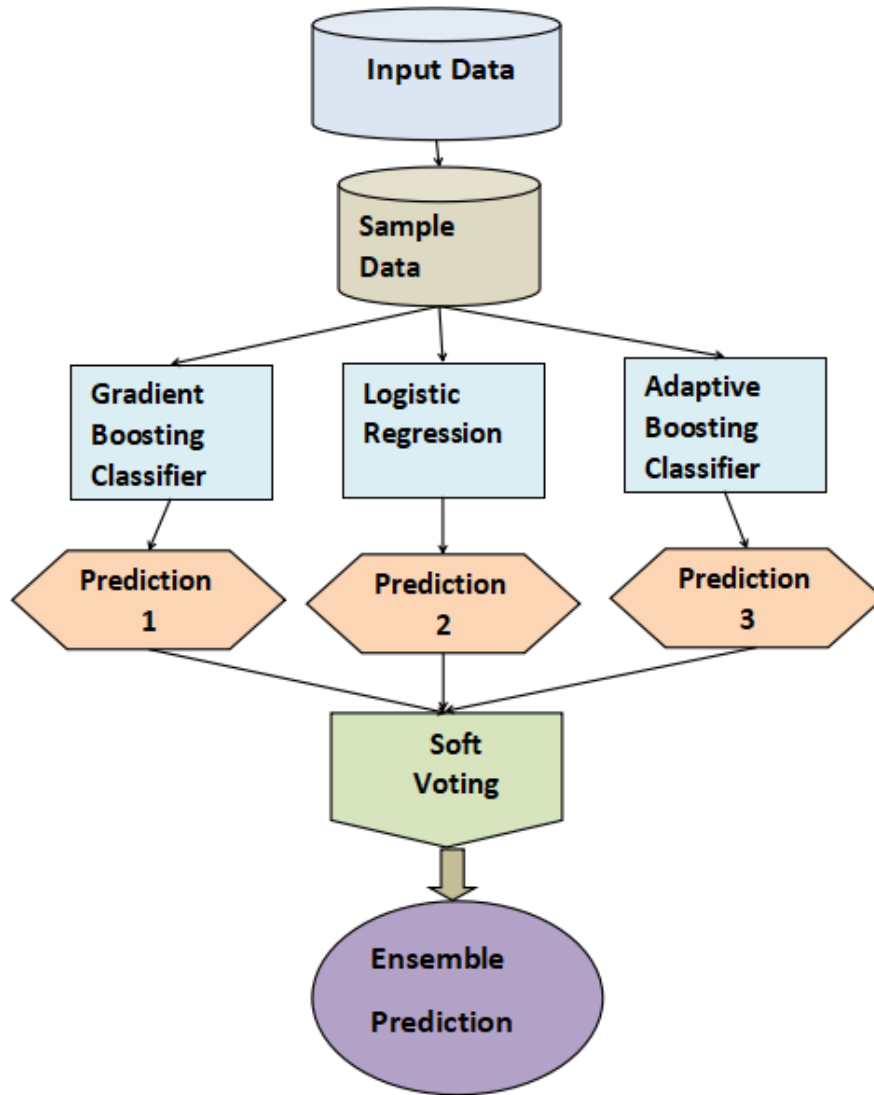 Input Data
Sample
Data
Gradient
Boosting
Classifier
Logistic
Regression
Adaptive
Boosting
Classifier
Prediction
1
Prediction
2
Prediction
3
Soft
Voting
Ensemble
Prediction